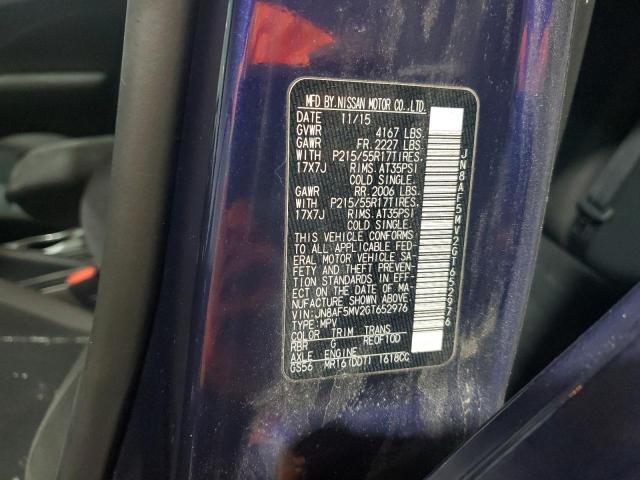 MFD BY NISSAN MOTOR CO., LTD.
DATE 11/15
GVWR 4167 LBS.
GAWR FR. 2227 LBS
WITH P215/55R17TIRES,
17X7J RIMS, AT35PSI
COLD SINGLE,
GAWR RR. 2006 LBS.
WITH P215/55R17TIRES,
17X7J RIMS, AT35PSI
COLD SINGLE,
THIS VEHICLE CONFORMS
TO ALL APPLICABLE FED-
ERAL MOTOR VEHICLE SA-
FETY AND THEFT PREVEN-
TION STANDARDS IN EFF-
ECT ON THE DATE OF MA-
NUFACTURE SHOWN ABOVE.
VIN:JN8AF5MV2GT652976
TYPE:MPV
COLOR TRIM TRANS
RBR G RE0F10D
AXLE ENGINE
GS56 MR16(DDT) 1618CC
JN8AF5MV2GT652976